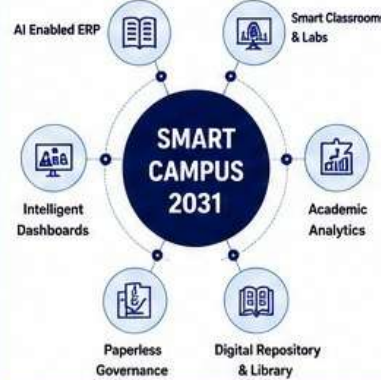 AI Enabled ERP
Smart Classroom
& Labs
SMART
CAMPUS
2031
Intelligent
Dashboards
Academic
Analytics
Paperless
Governance
Digital Repository
& Library